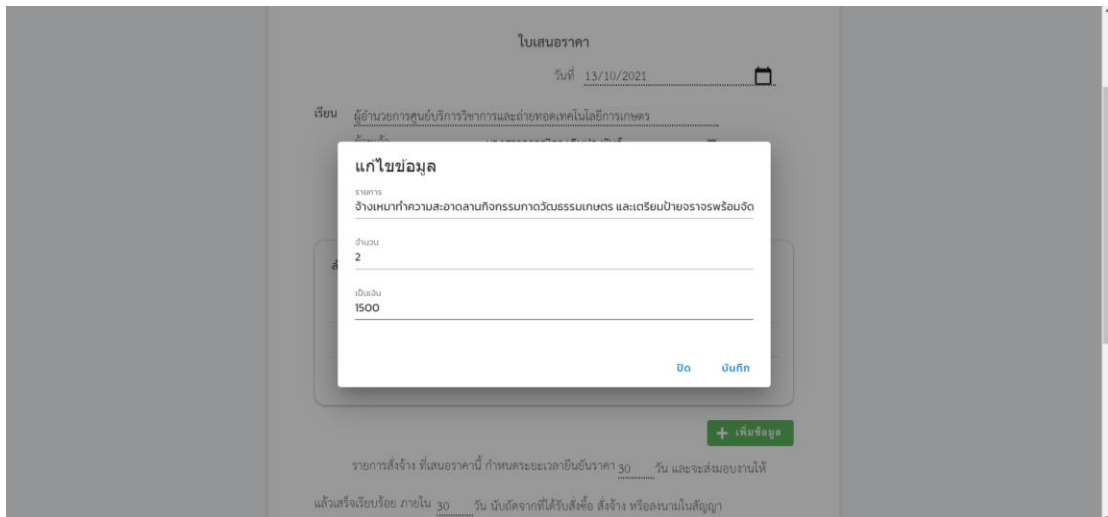 ใบเสนอราคา
วันที่ 13/10/2021
เรียน ผู้อำนวยการศูนย์บริการวิชาการและถ่ายทอดเทคโนโลยีการเกษตร
แก้ไขข้อมูล
รายการ
จ้างเหมาทำความสะอาดลานกิจกรรมกาดวัฒนธรรมเกษตร และเตรียมป้ายจราจรพร้อมจัด
จำนวน
2
เป็นเงิน
1500
ปิด บันทึก
+ เพิ่มข้อมูล
รายการสั่งจ้าง ที่เสนอราคานี้ กำหนดระยะเวลายืนยันราคา 30 วัน และจะส่งมอบงานให้
แล้วเสร็จเรียบร้อย ภายใน 30 วัน นับถัดจากที่ได้รับสั่งซื้อ สั่งจ้าง หรือลงนามในสัญญา